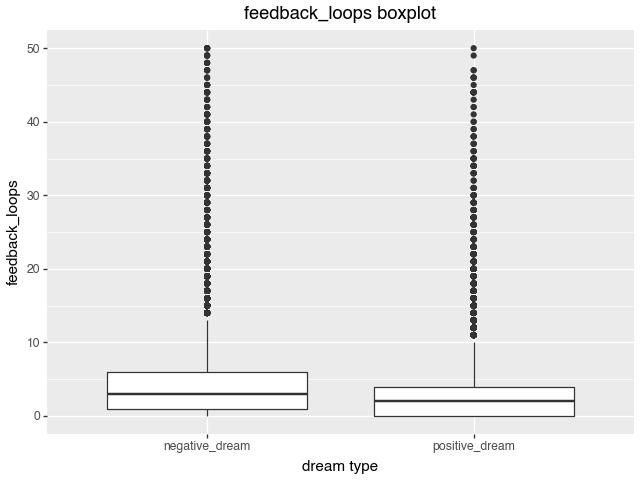 feedback_loops boxplot
50
40
30
20
10
0
feedback_loops
negative_dream
positive_dream
dream type